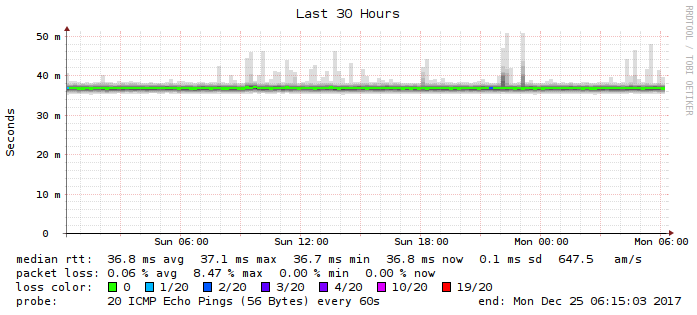 Last 30 Hours
RRDTOOL / TOBI OETIKER
Seconds
50 m
40 m
30 m
20 m
10 m
0
Sun 06:00 Sun 12:00 Sun 18:00 Mon 00:00 Mon 06:00
median rtt: 36.8 ms avg 37.1 ms max 36.7 ms min 36.8 ms now 0.1 ms sd 647.5 am/s
packet loss: 0.06 % avg 8.47 % max 0.00 % min 0.00 % now
loss color: 0 1/20 2/20 3/20 4/20 10/20 19/20
probe: 20 ICMP Echo Pings (56 Bytes) every 60s end: Mon Dec 25 06:15:03 2017